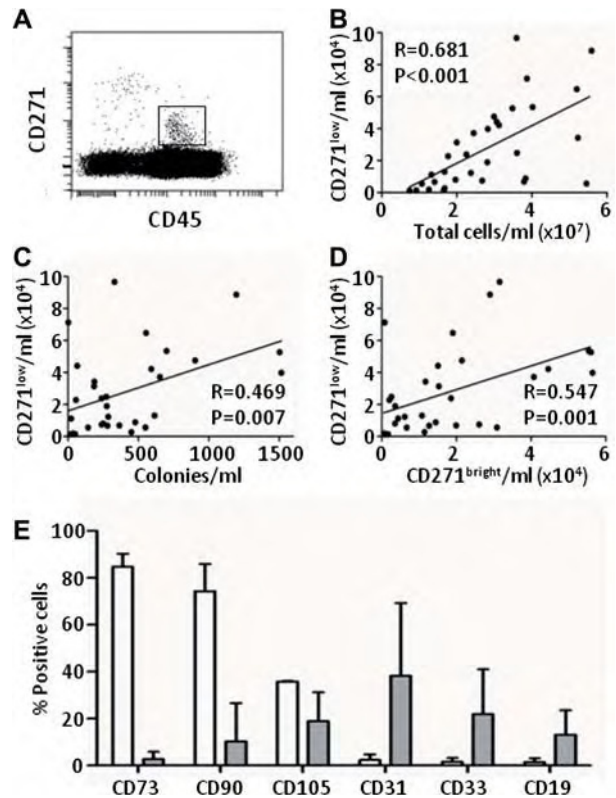 A
CD271
CD45
B
R=0.681
P<0.001
CD271low/ml (x10⁴)
10
8
6
4
2
0
0 2 4 6
Total cells/ml (x10⁷)
C
CD271low/ml (x10⁴)
10
8
6
4
2
0
R=0.469
P=0.007
0 500 1000 1500
Colonies/ml
D
CD271low/ml (x10⁴)
10
8
6
4
2
0
R=0.547
P=0.001
0 2 4 6
CD271bright/ml (x10⁴)
E
% Positive cells
100
80
60
40
20
0
CD73 CD90 CD105 CD31 CD33 CD19